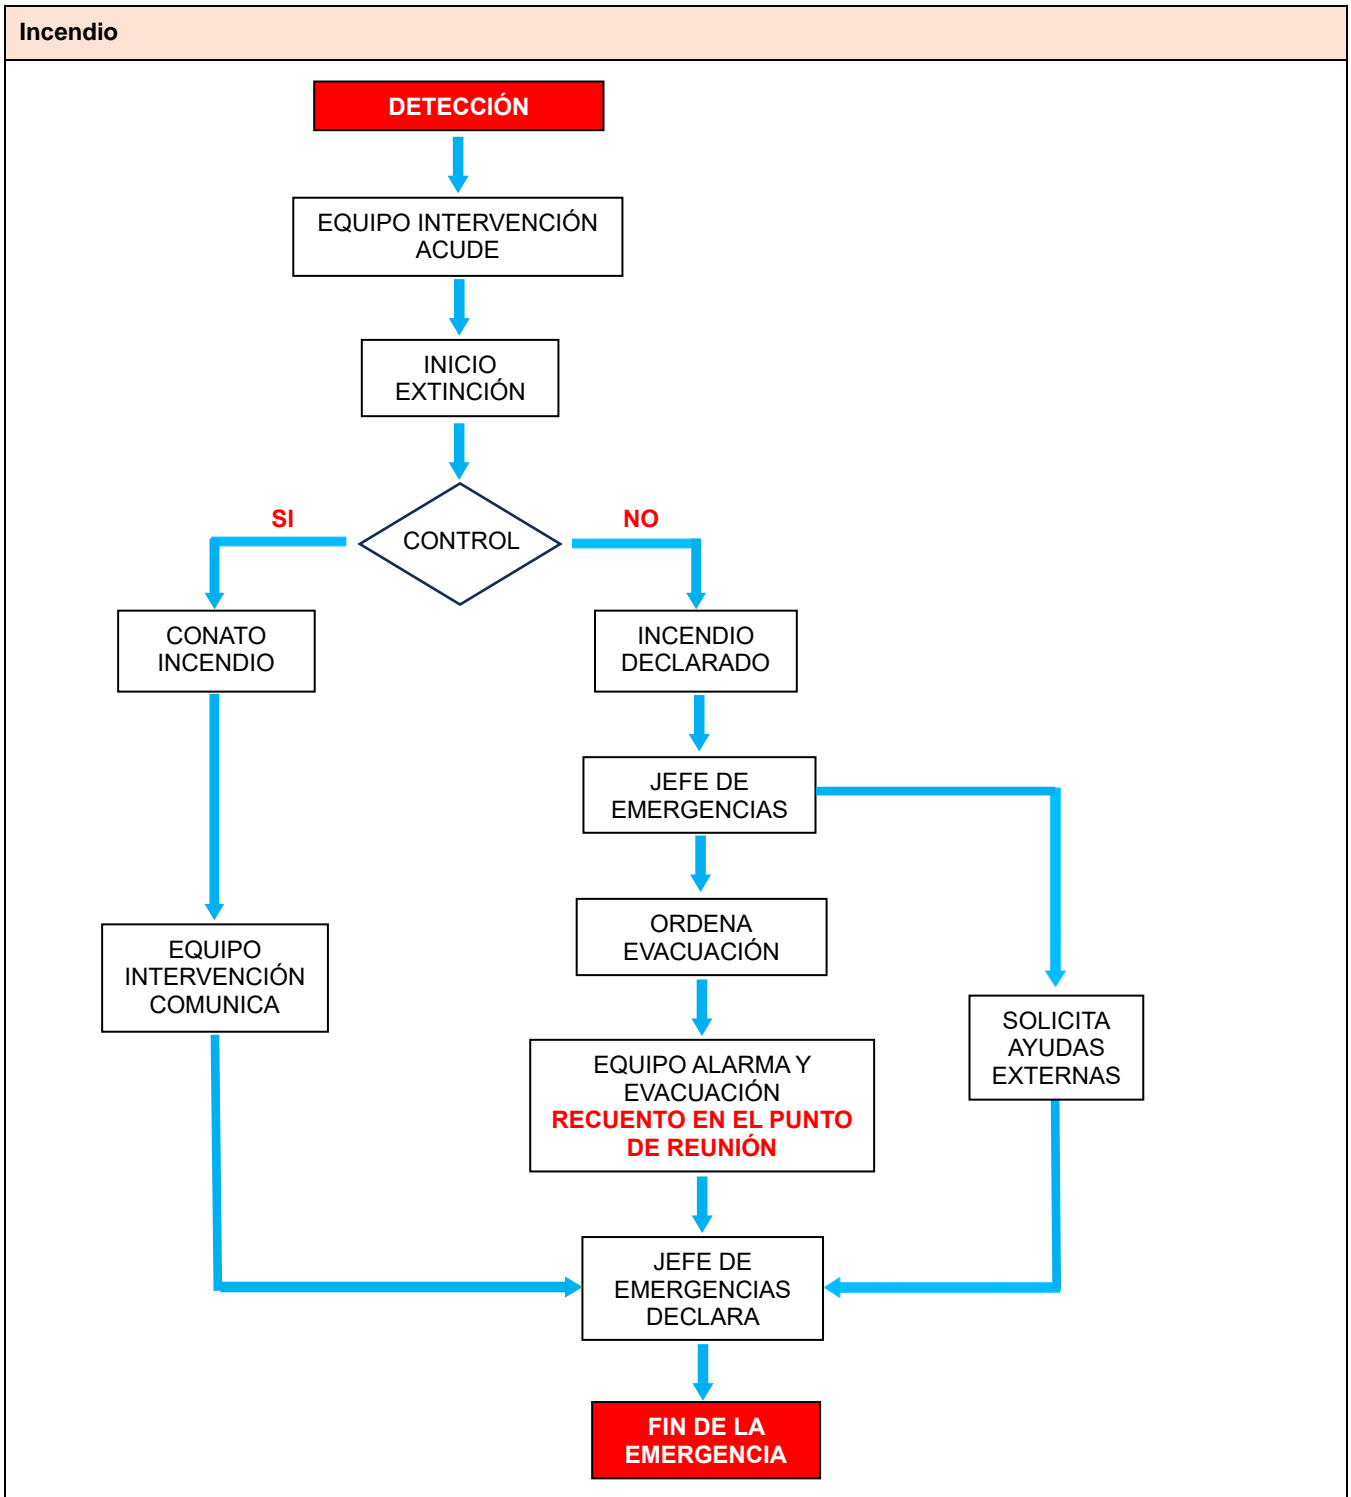 Incendio
DETECCIÓN
EQUIPO INTERVENCIÓN
ACUDE
INICIO
EXTINCIÓN
SI
CONTROL
NO
CONATO
INCENDIO
INCENDIO
DECLARADO
JEFE DE
EMERGENCIAS
ORDENA
EVACUACIÓN
EQUIPO
INTERVENCIÓN
COMUNICA
SOLICITA
AYUDAS
EXTERNAS
EQUIPO ALARMA Y
EVACUACIÓN
RECUENTO EN EL PUNTO
DE REUNIÓN
JEFE DE
EMERGENCIAS
DECLARA
FIN DE LA
EMERGENCIA